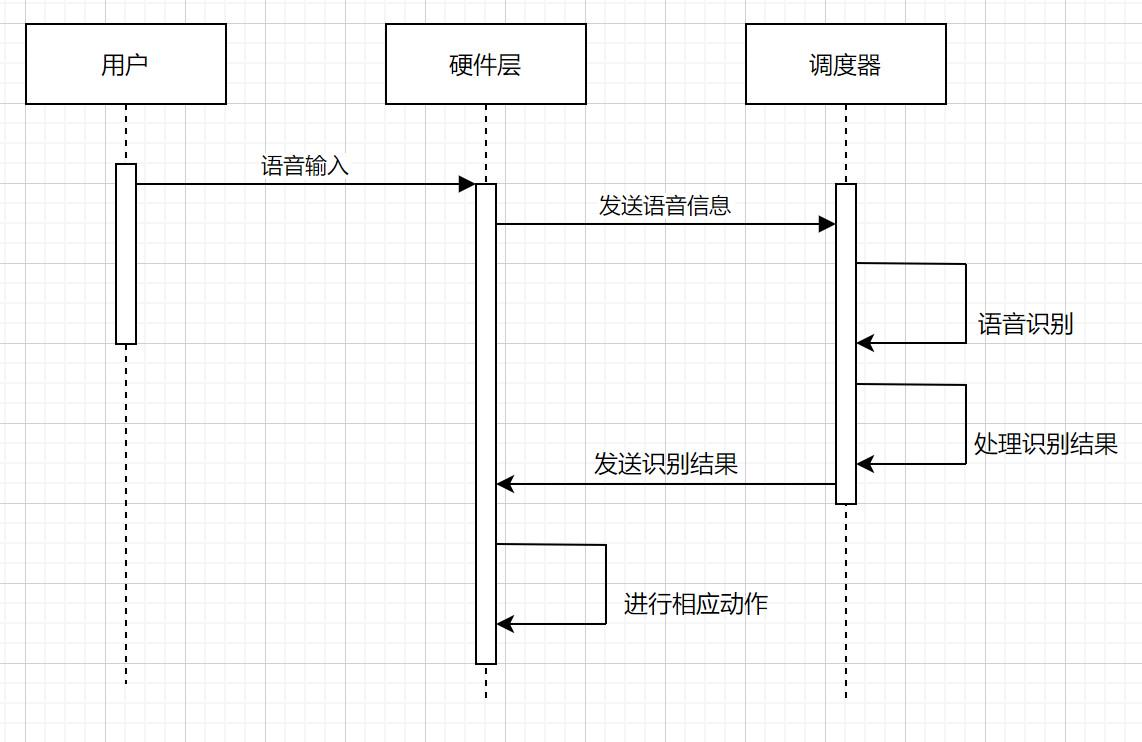 用户
硬件层
调度器
语音输入
发送语音信息
语音识别
处理识别结果
发送识别结果
进行相应动作